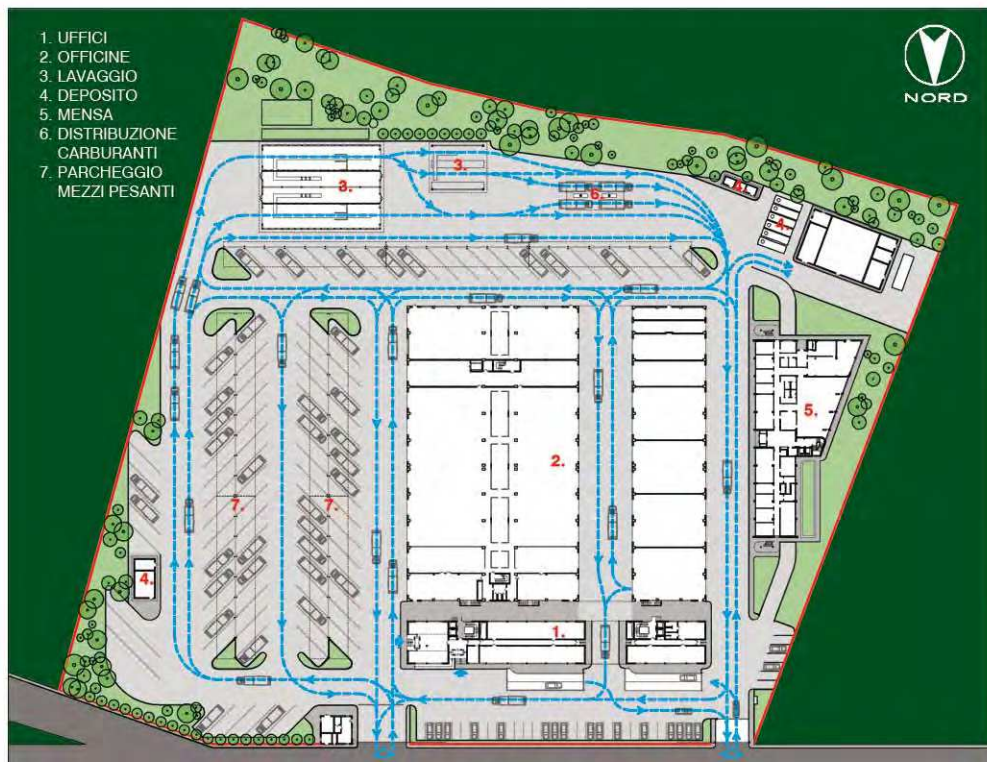 1. UFFICI
2. OFFICINE
3. LAVAGGIO
4. DEPOSITO
5. MENSA
6. DISTRIBUZIONE
CARBURANTI
7. PARCHEGGIO
MEZZI PESANTI
NORD
3.
3.
6.
4.
4.
5.
2.
7.
7.
4.
1.